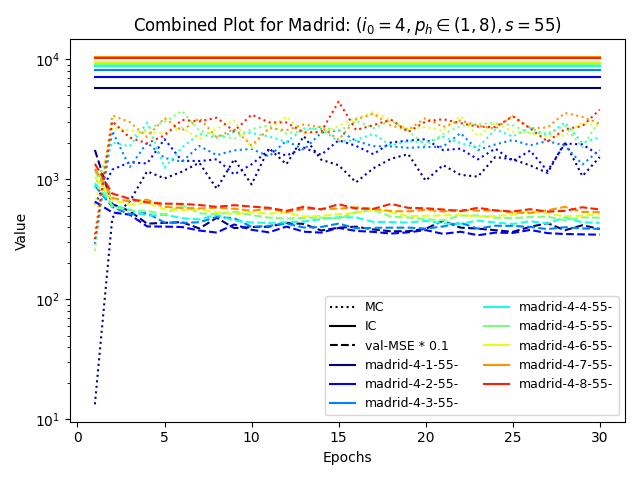 Combined Plot for Madrid: (i₀ = 4, pₕ ∈ (1, 8), s = 55)
Value
10⁴
10³
10²
10¹
0 5 10 15 20 25 30
Epochs
MC
IC
val-MSE * 0.1
madrid-4-1-55-
madrid-4-2-55-
madrid-4-3-55-
madrid-4-4-55-
madrid-4-5-55-
madrid-4-6-55-
madrid-4-7-55-
madrid-4-8-55-